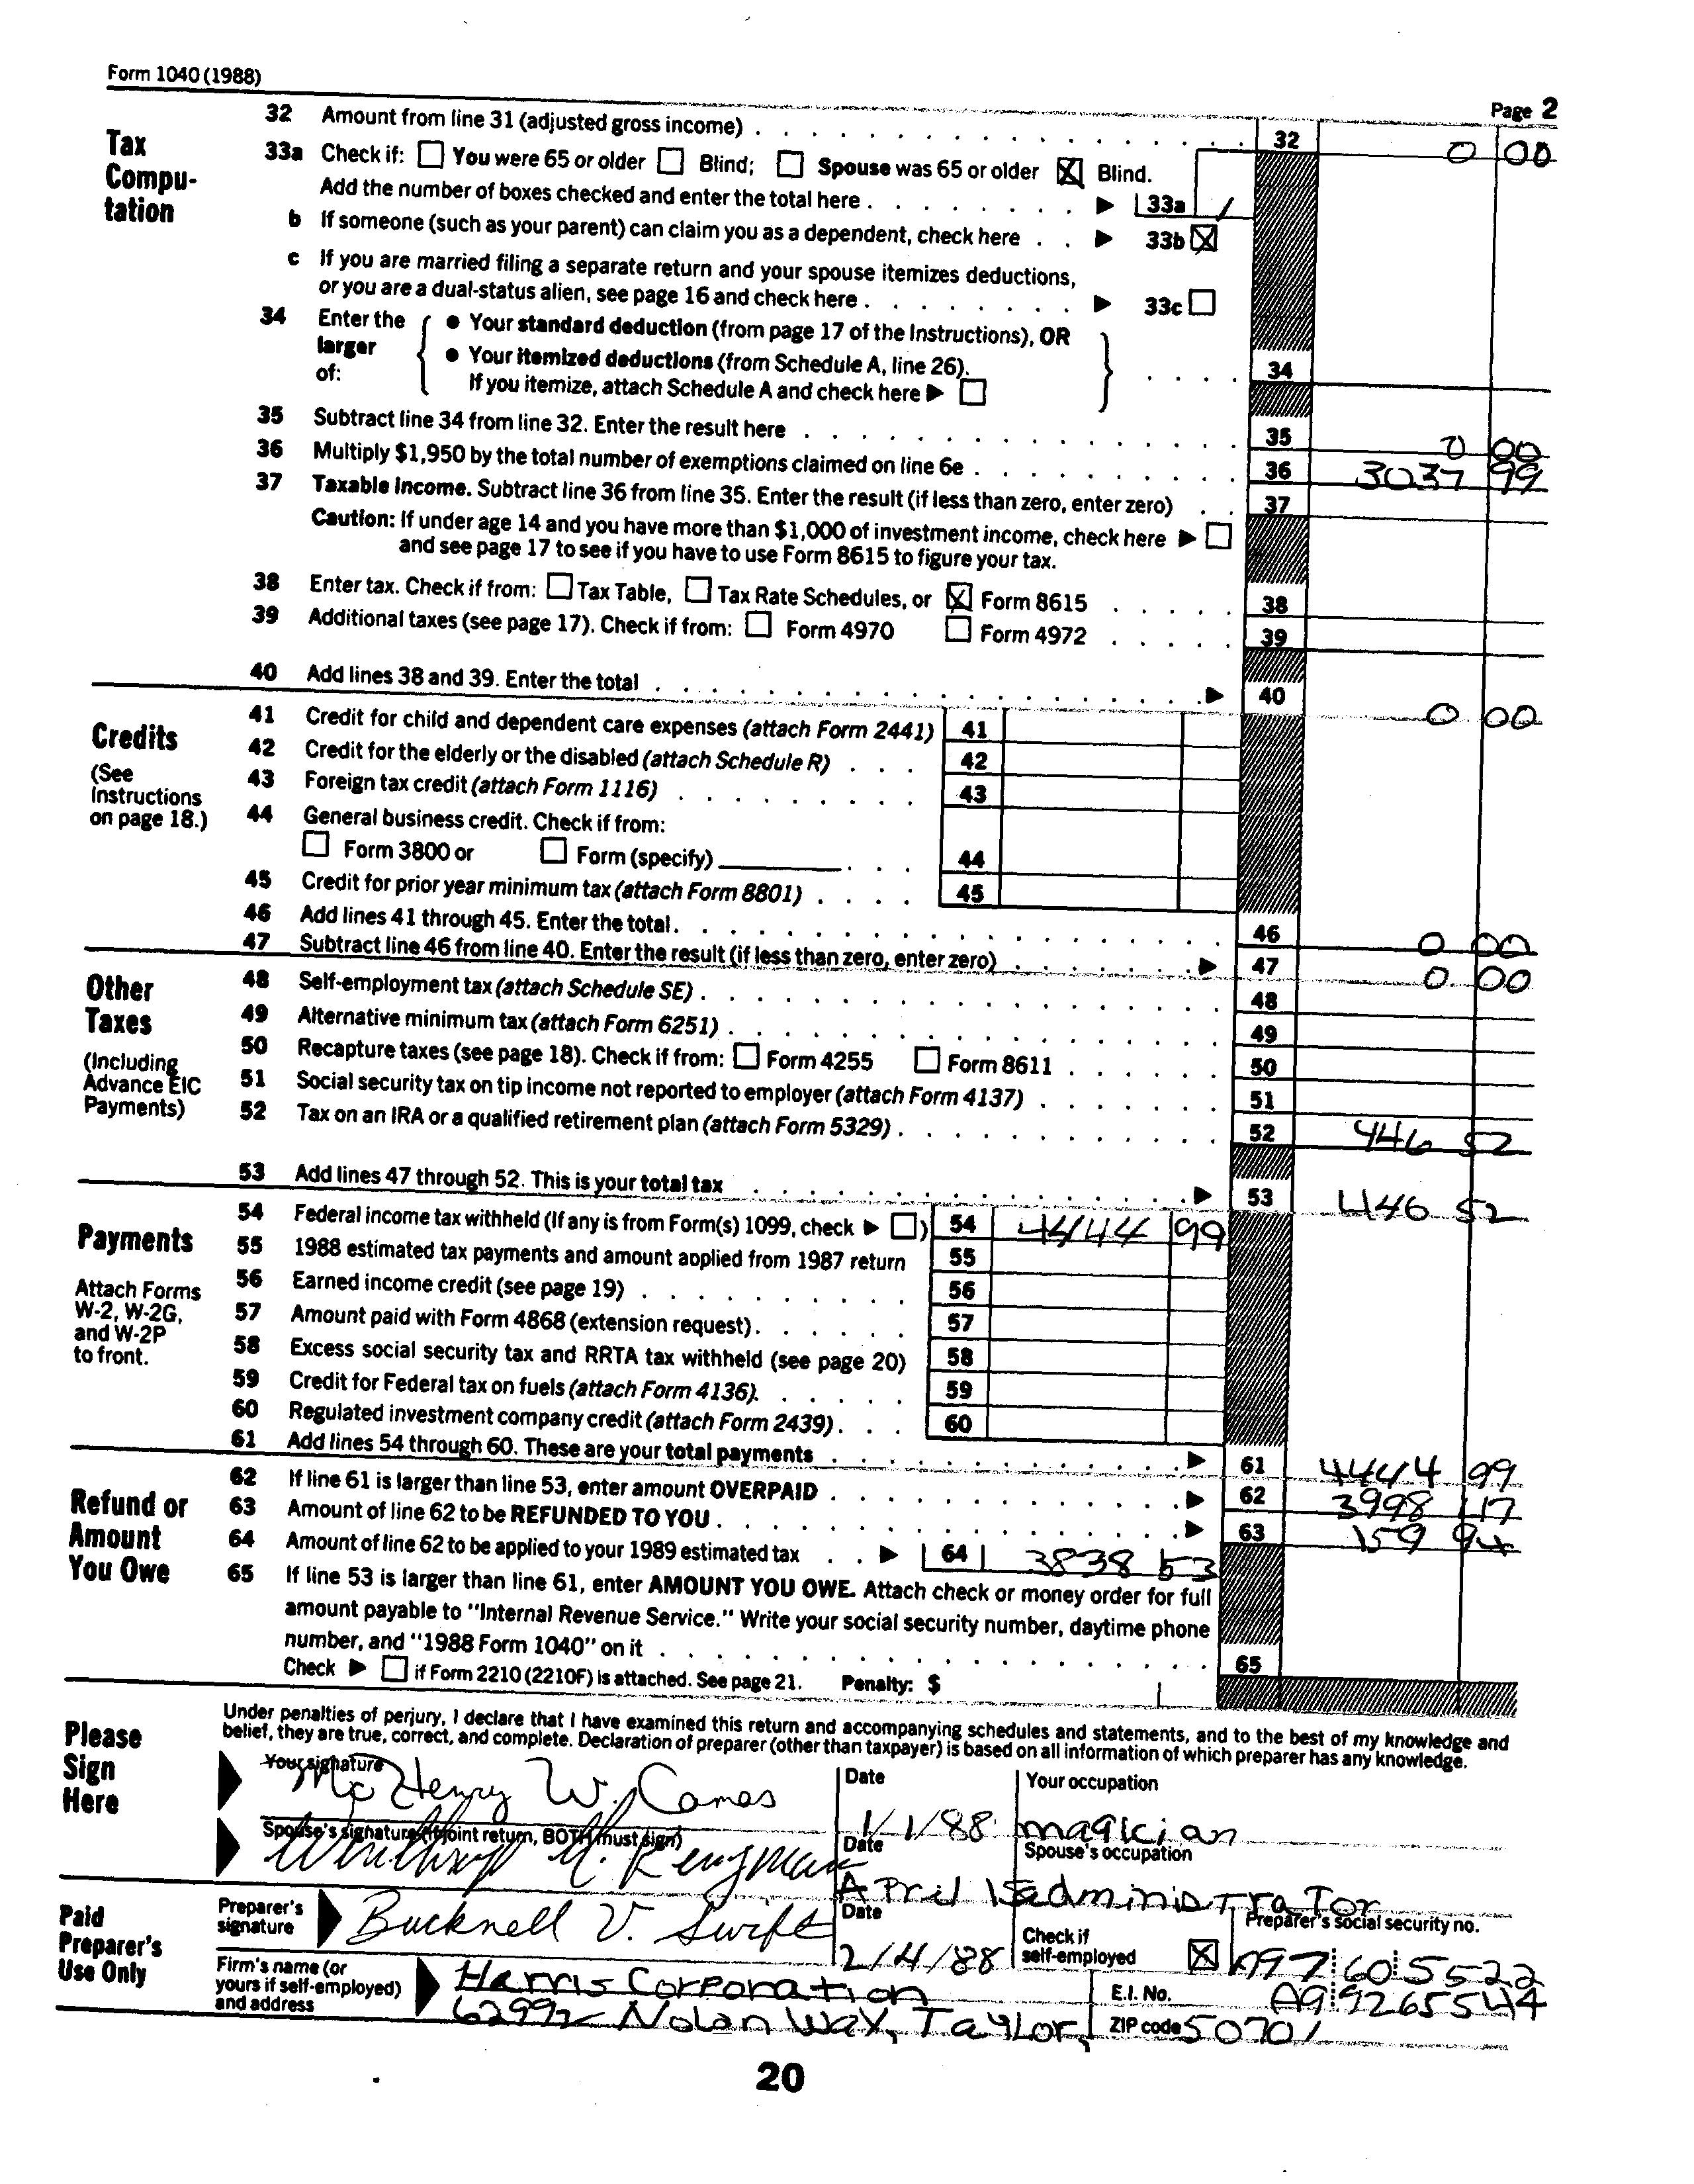 Form 1040 (1988)
Page 2
Tax Compu-tation
32 Amount from line 31 (adjusted gross income) 32 0 00
33a Check if: You were 65 or older Blind; Spouse was 65 or older X Blind.
Add the number of boxes checked and enter the total here 33a 1
b If someone (such as your parent) can claim you as a dependent, check here 33b X
c If you are married filing a separate return and your spouse itemizes deductions,
or you are a dual-status alien, see page 16 and check here 33c
34 Enter the larger of: { • Your standard deduction (from page 17 of the Instructions), OR
• Your itemized deductions (from Schedule A, line 26).
If you itemize, attach Schedule A and check here } 34
35 Subtract line 34 from line 32. Enter the result here 35 0 00
36 Multiply $1,950 by the total number of exemptions claimed on line 6e 36 3037 99
37 Taxable income. Subtract line 36 from line 35. Enter the result (if less than zero, enter zero) 37
Caution: If under age 14 and you have more than $1,000 of investment income, check here
and see page 17 to see if you have to use Form 8615 to figure your tax.
38 Enter tax. Check if from: Tax Table, Tax Rate Schedules, or X Form 8615 38
39 Additional taxes (see page 17). Check if from: Form 4970 Form 4972 39
40 Add lines 38 and 39. Enter the total 40 0 00
Credits
(See Instructions on page 18.)
41 Credit for child and dependent care expenses (attach Form 2441) 41
42 Credit for the elderly or the disabled (attach Schedule R) 42
43 Foreign tax credit (attach Form 1116) 43
44 General business credit. Check if from:
Form 3800 or Form (specify) 44
45 Credit for prior year minimum tax (attach Form 8801) 45
46 Add lines 41 through 45. Enter the total 46 0 00
47 Subtract line 46 from line 40. Enter the result (if less than zero, enter zero) 47 0 00
Other Taxes
(Including Advance EIC Payments)
48 Self-employment tax (attach Schedule SE) 48
49 Alternative minimum tax (attach Form 6251) 49
50 Recapture taxes (see page 18). Check if from: Form 4255 Form 8611 50
51 Social security tax on tip income not reported to employer (attach Form 4137) 51
52 Tax on an IRA or a qualified retirement plan (attach Form 5329) 52 446 52
53 Add lines 47 through 52. This is your total tax 53 446 52
Payments
Attach Forms W-2, W-2G, and W-2P to front.
54 Federal income tax withheld (If any is from Form(s) 1099, check ) 54 4444 99
55 1988 estimated tax payments and amount applied from 1987 return 55
56 Earned income credit (see page 19) 56
57 Amount paid with Form 4868 (extension request) 57
58 Excess social security tax and RRTA tax withheld (see page 20) 58
59 Credit for Federal tax on fuels (attach Form 4136) 59
60 Regulated investment company credit (attach Form 2439) 60
61 Add lines 54 through 60. These are your total payments 61 4444 99
Refund or Amount You Owe
62 If line 61 is larger than line 53, enter amount OVERPAID 62 3998 47
63 Amount of line 62 to be REFUNDED TO YOU 63 159 94
64 Amount of line 62 to be applied to your 1989 estimated tax 64 3838 53
65 If line 53 is larger than line 61, enter AMOUNT YOU OWE. Attach check or money order for full
amount payable to "Internal Revenue Service." Write your social security number, daytime phone
number, and "1988 Form 1040" on it 65
Check if Form 2210 (2210F) is attached. See page 21. Penalty: $
Please Sign Here
Under penalties of perjury, I declare that I have examined this return and accompanying schedules and statements, and to the best of my knowledge and
belief, they are true, correct, and complete. Declaration of preparer (other than taxpayer) is based on all information of which preparer has any knowledge.
Your signature Date Your occupation
Henry W. 1/1/88 magician
Spouse's signature (if joint return, BOTH must sign) Date Spouse's occupation
Winthrop April 15 administrator
Paid Preparer's Use Only
Preparer's signature Bucknell V. Swift Date 2/4/88 Check if self-employed X Preparer's social security no. 60 5522
Firm's name (or yours if self-employed) and address Harris Corporation E.I. No. A9 9265544
62992 Nolan Way, Taylor, ZIP code 50701
20